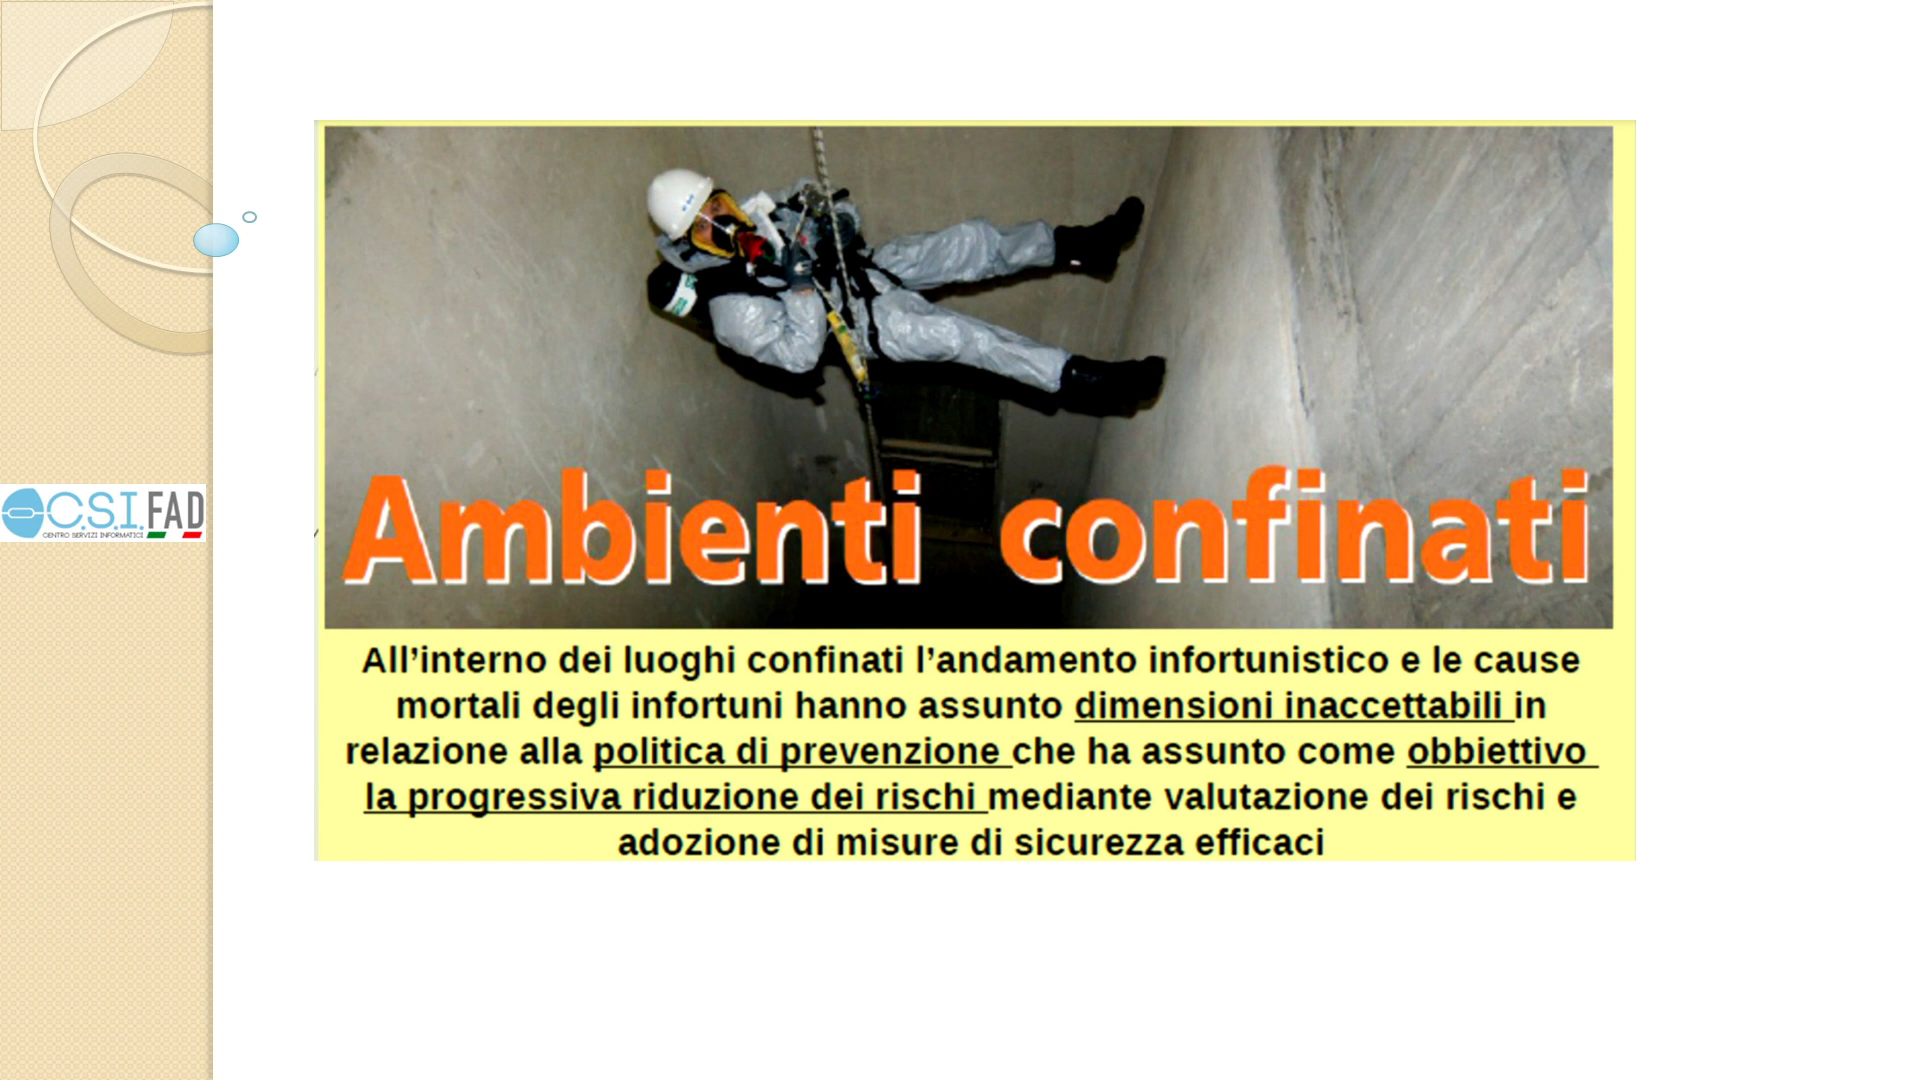 C.S.I. FAD
CENTRO SERVIZI INFORMATICI
Ambienti confinati
All’interno dei luoghi confinati l’andamento infortunistico e le cause
mortali degli infortuni hanno assunto dimensioni inaccettabili in
relazione alla politica di prevenzione che ha assunto come obbiettivo
la progressiva riduzione dei rischi mediante valutazione dei rischi e
adozione di misure di sicurezza efficaci